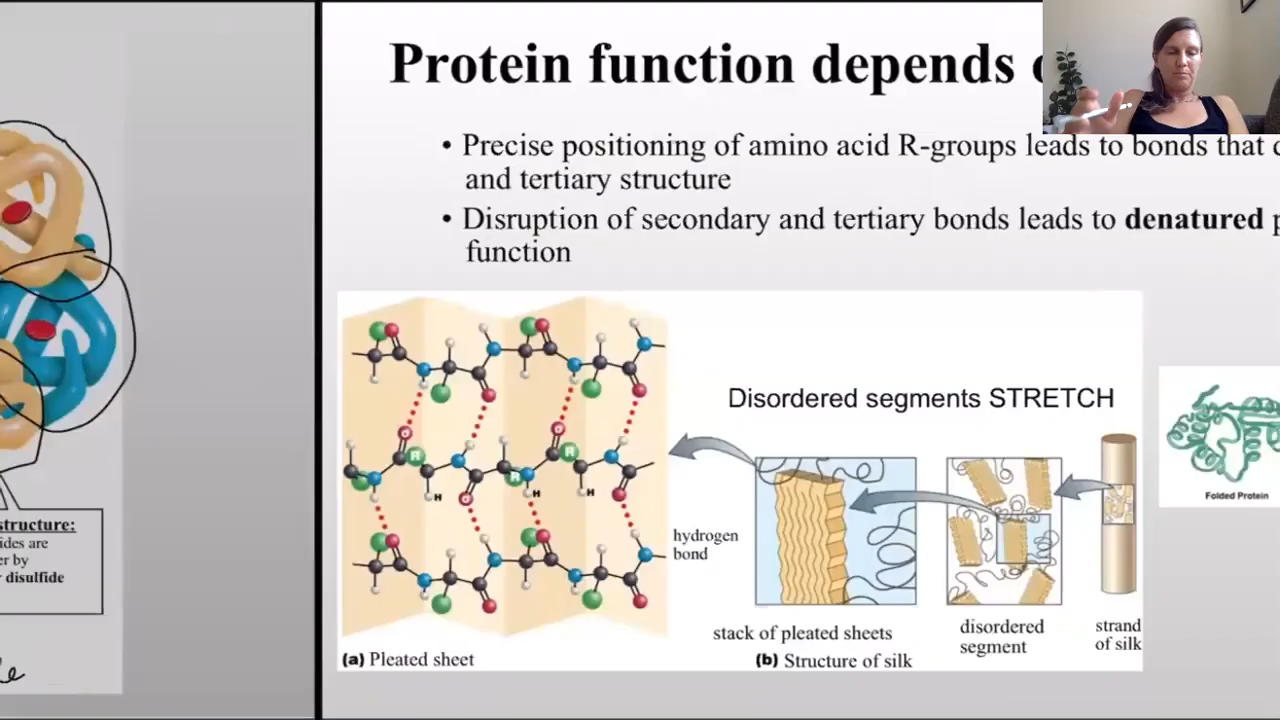 structure:
ides are
er by
disulfide
Protein function depends
• Precise positioning of amino acid R-groups leads to bonds that
and tertiary structure
• Disruption of secondary and tertiary bonds leads to denatured
function
Disordered segments STRETCH
R
R
R
H
H
H
hydrogen
bond
stack of pleated sheets
disordered
segment
strand
of silk
(a) Pleated sheet
(b) Structure of silk
Folded Protein